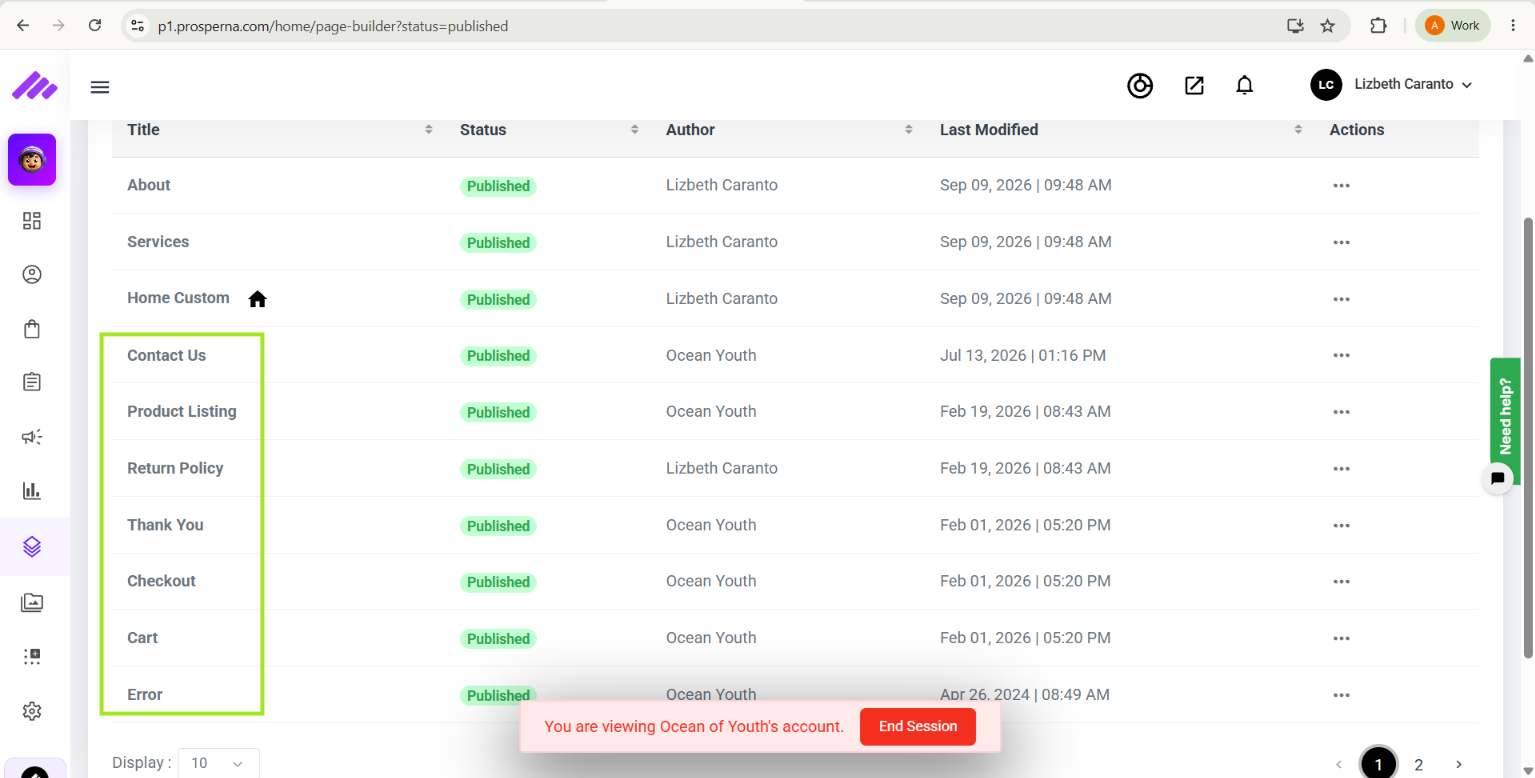 p1.prosperna.com/home/page-builder?status=published
A Work
LC Lizbeth Caranto
Title Status Author Last Modified Actions
About Published Lizbeth Caranto Sep 09, 2026 | 09:48 AM
Services Published Lizbeth Caranto Sep 09, 2026 | 09:48 AM
Home Custom Published Lizbeth Caranto Sep 09, 2026 | 09:48 AM
Contact Us Published Ocean Youth Jul 13, 2026 | 01:16 PM
Product Listing Published Ocean Youth Feb 19, 2026 | 08:43 AM
Need help?
Return Policy Published Lizbeth Caranto Feb 19, 2026 | 08:43 AM
Thank You Published Ocean Youth Feb 01, 2026 | 05:20 PM
Checkout Published Ocean Youth Feb 01, 2026 | 05:20 PM
Cart Published Ocean Youth Feb 01, 2026 | 05:20 PM
Error Published Ocean Youth Apr 26, 2024 | 08:49 AM
You are viewing Ocean of Youth's account. End Session
Display : 10 1 2